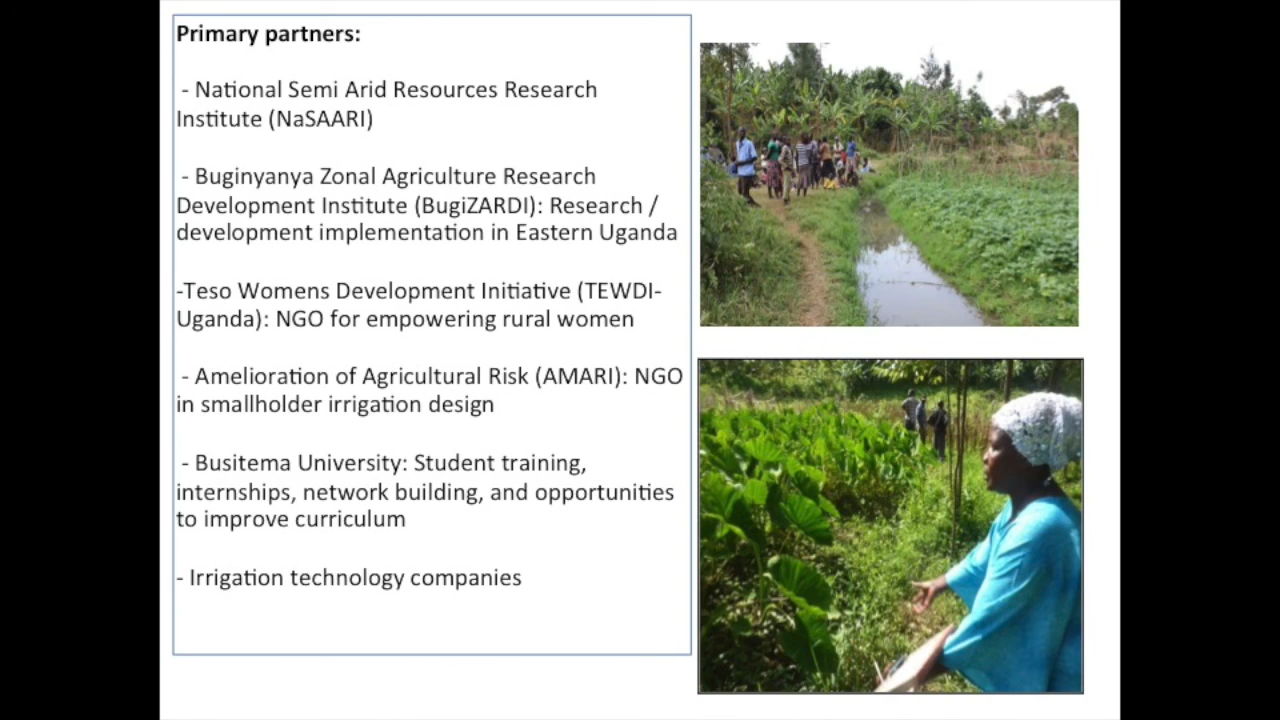 Primary partners:
- National Semi Arid Resources Research
Institute (NaSAARI)
- Buginyanya Zonal Agriculture Research
Development Institute (BugiZARDI): Research /
development implementation in Eastern Uganda
-Teso Womens Development Initiative (TEWDI-
Uganda): NGO for empowering rural women
- Amelioration of Agricultural Risk (AMARI): NGO
in smallholder irrigation design
- Busitema University: Student training,
internships, network building, and opportunities
to improve curriculum
- Irrigation technology companies